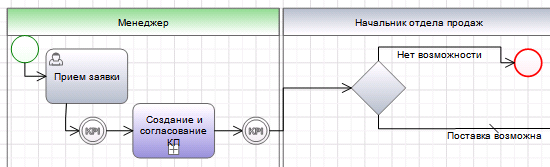 Менеджер
Начальник отдела продаж
Нет возможности
Прием заявки
KPI
Создание и
согласование
КП
KPI
Поставка возможна